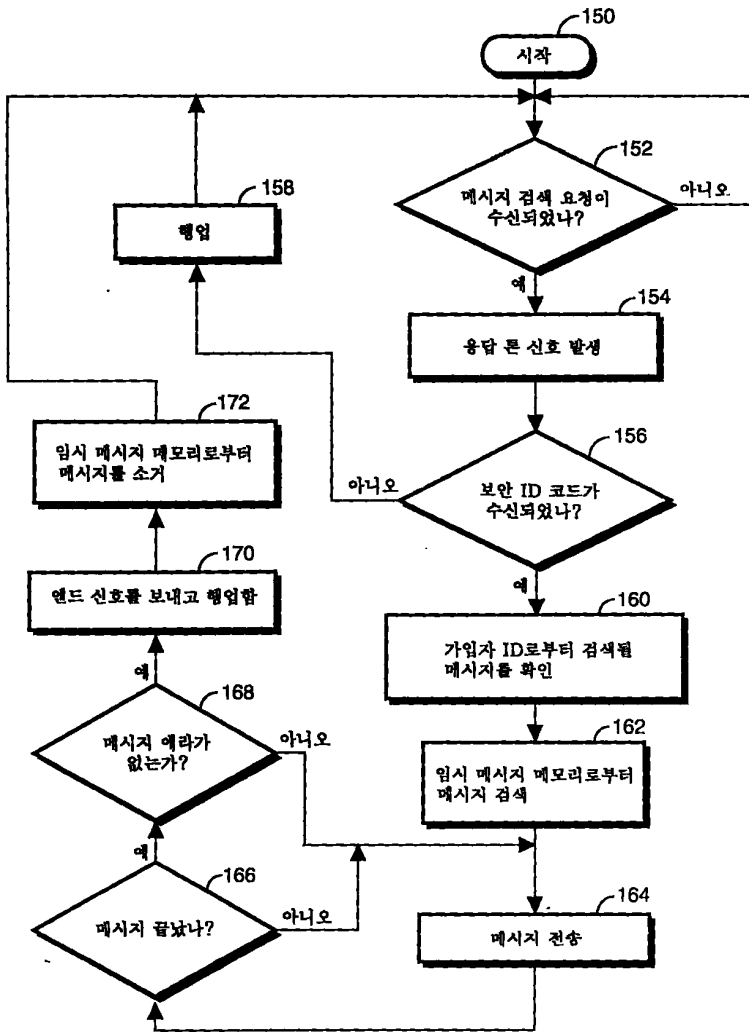 150
시작
152
메시지 검색 요청이
수신되었나?
아니오
예
158
행업
154
응답 톤 신호 발생
156
보안 ID 코드가
수신되었나?
아니오
예
172
임시 메시지 메모리로부터
메시지를 소거
170
엔드 신호를 보내고 행업함
160
가입자 ID로부터 검색될
메시지를 확인
예
168
메시지 에라가
없는가?
아니오
162
임시 메시지 메모리로부터
메시지 검색
예
166
메시지 끝났나?
아니오
164
메시지 전송